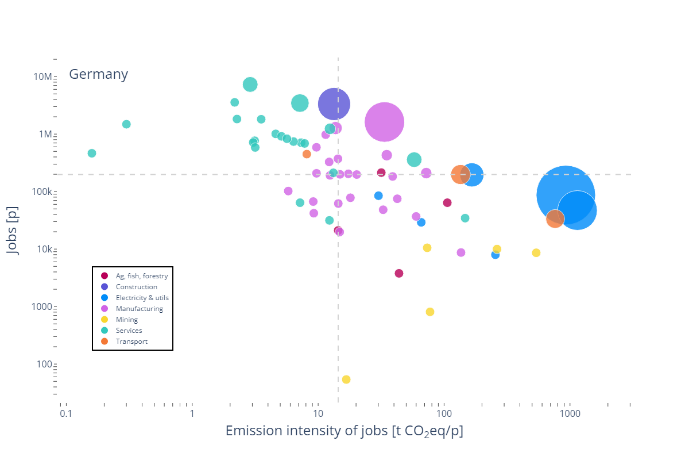 Germany
10M
1M
100k
10k
1000
100
Jobs [p]
Ag, fish, forestry
Construction
Electricity & utils
Manufacturing
Mining
Services
Transport
0.1 1 10 100 1000
Emission intensity of jobs [t CO₂eq/p]